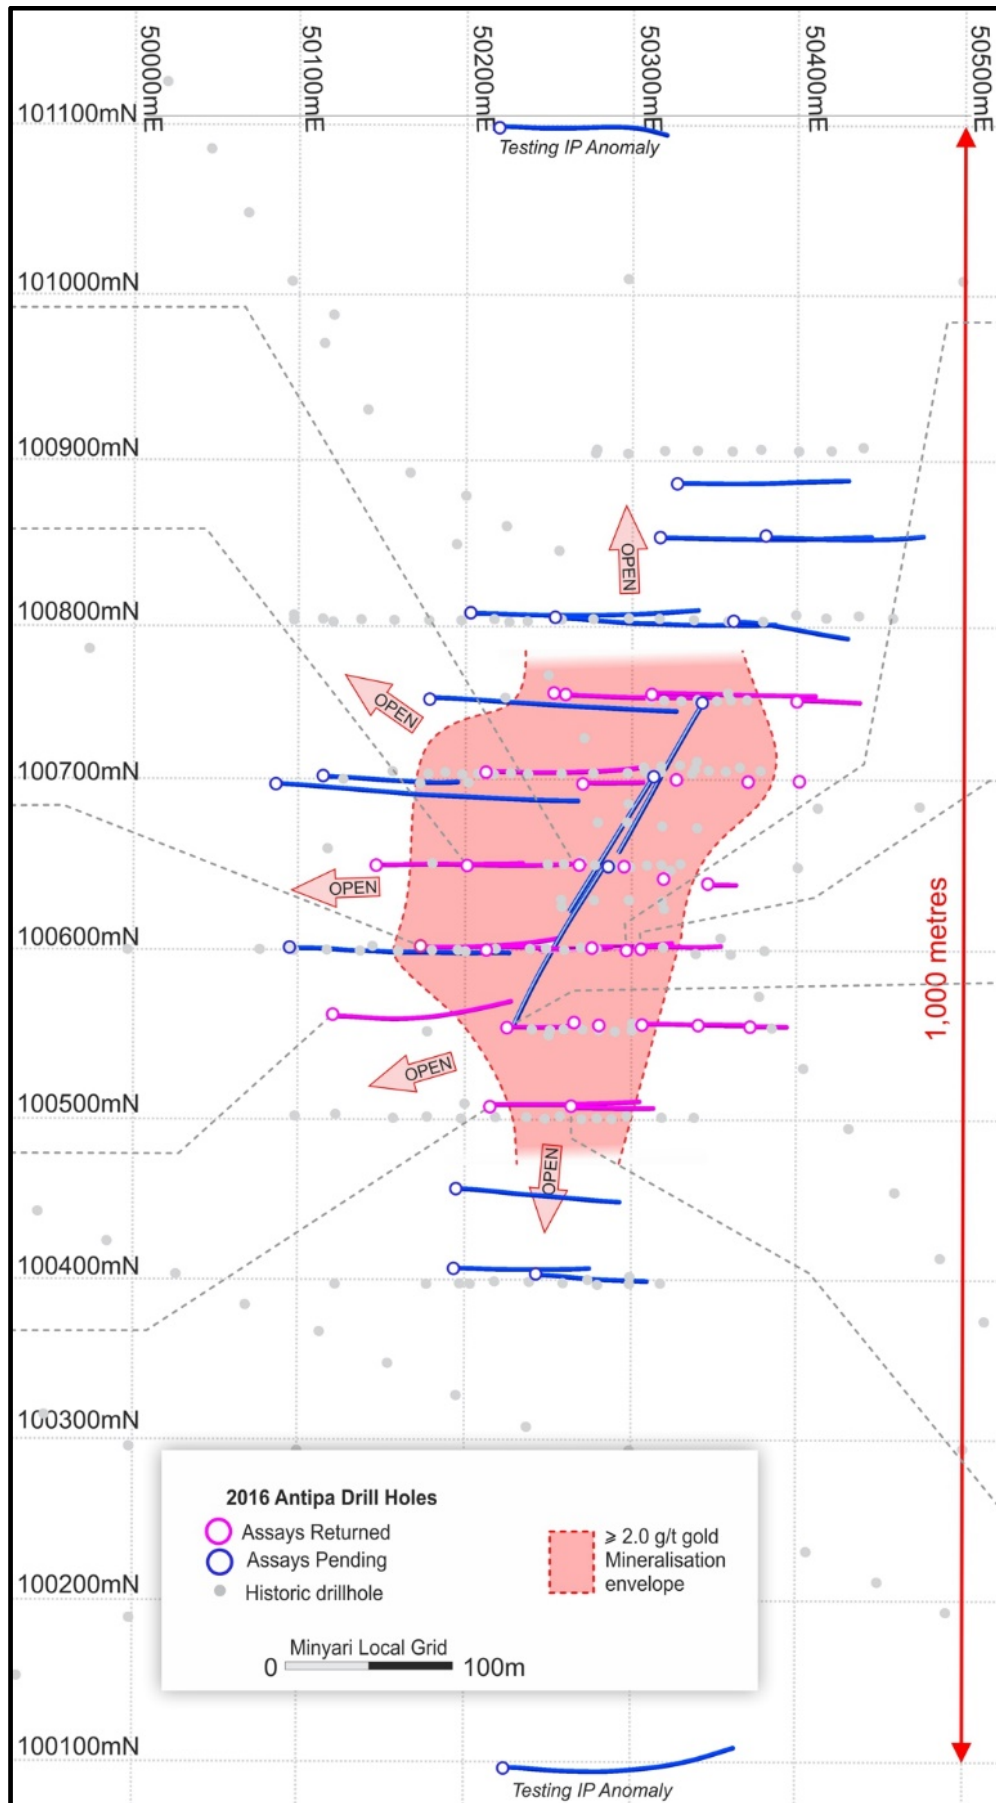 50000mE
50100mE
50200mE
50300mE
50400mE
50500mE
101100mN
Testing IP Anomaly
101000mN
100900mN
OPEN
100800mN
OPEN
100700mN
OPEN
100600mN
1,000 metres
OPEN
100500mN
OPEN
100400mN
100300mN
2016 Antipa Drill Holes
Assays Returned
Assays Pending
Historic drillhole
⩾ 2.0 g/t gold
Mineralisation
envelope
Minyari Local Grid
0 100m
100200mN
100100mN
Testing IP Anomaly